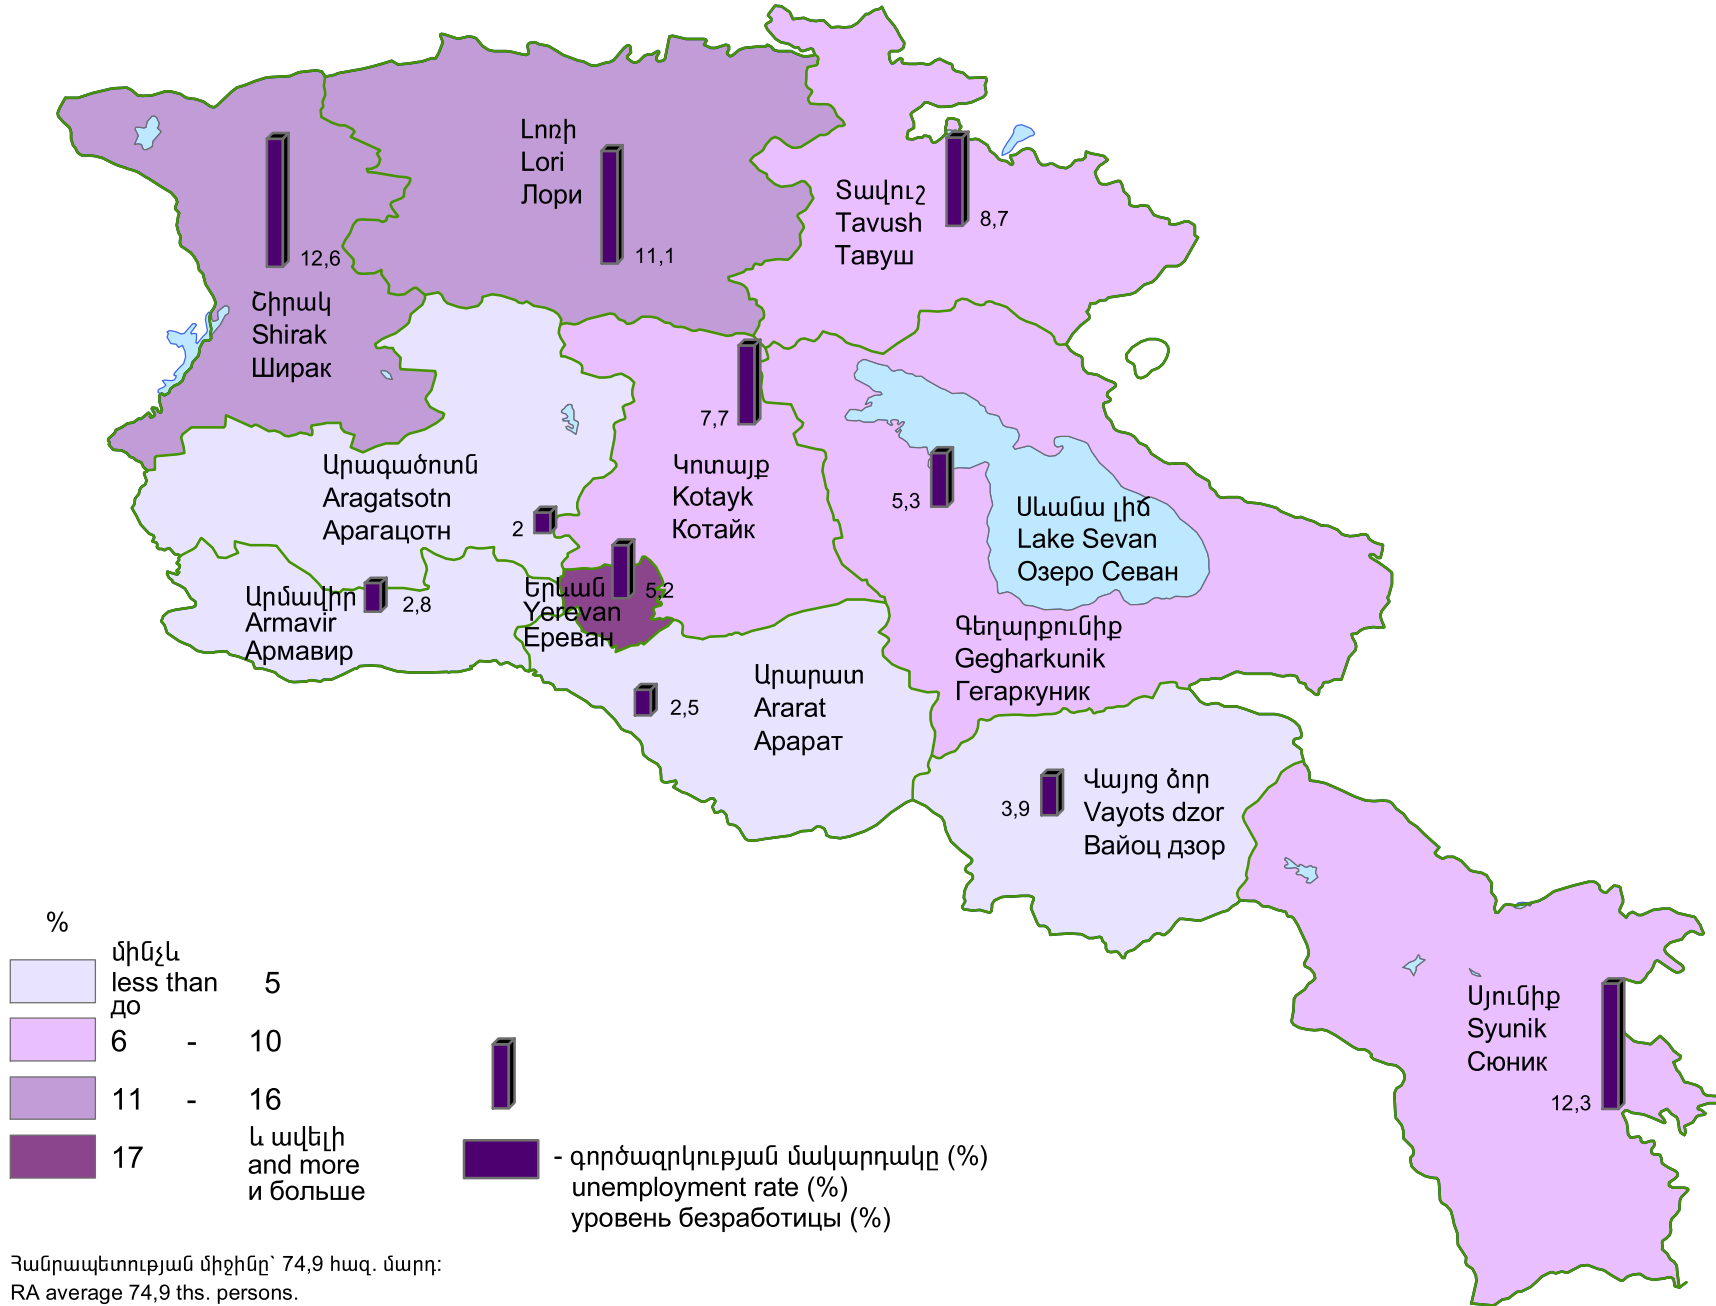 Լոռի
Lori
Лори
11,1
12,6
Շիրակ
Shirak
Ширак
Տավուշ
Tavush
Тавуш
8,7
7,7
Կոտայք
Kotayk
Котайк
Արագածոտն
Aragatsotn
Арагацотн
2
5,3
Սևանա լիճ
Lake Sevan
Озеро Севан
Արմավիր
Armavir
Армавир
2,8
Երևան
Yerevan
Ереван
5,2
Գեղարքունիք
Gegharkunik
Гегаркуник
Արարատ
Ararat
Арарат
2,5
Վայոց ձոր
Vayots dzor
Вайоц дзор
3,9
Սյունիք
Syunik
Сюник
12,3
%
մինչև
less than 5
до
6 - 10
11 - 16
17 և ավելի
and more
и больше
- գործազրկության մակարդակը (%)
unemployment rate (%)
уровень безработицы (%)
Հանրապետության միջինը՝ 74,9 հազ. մարդ:
RA average 74,9 ths. persons.